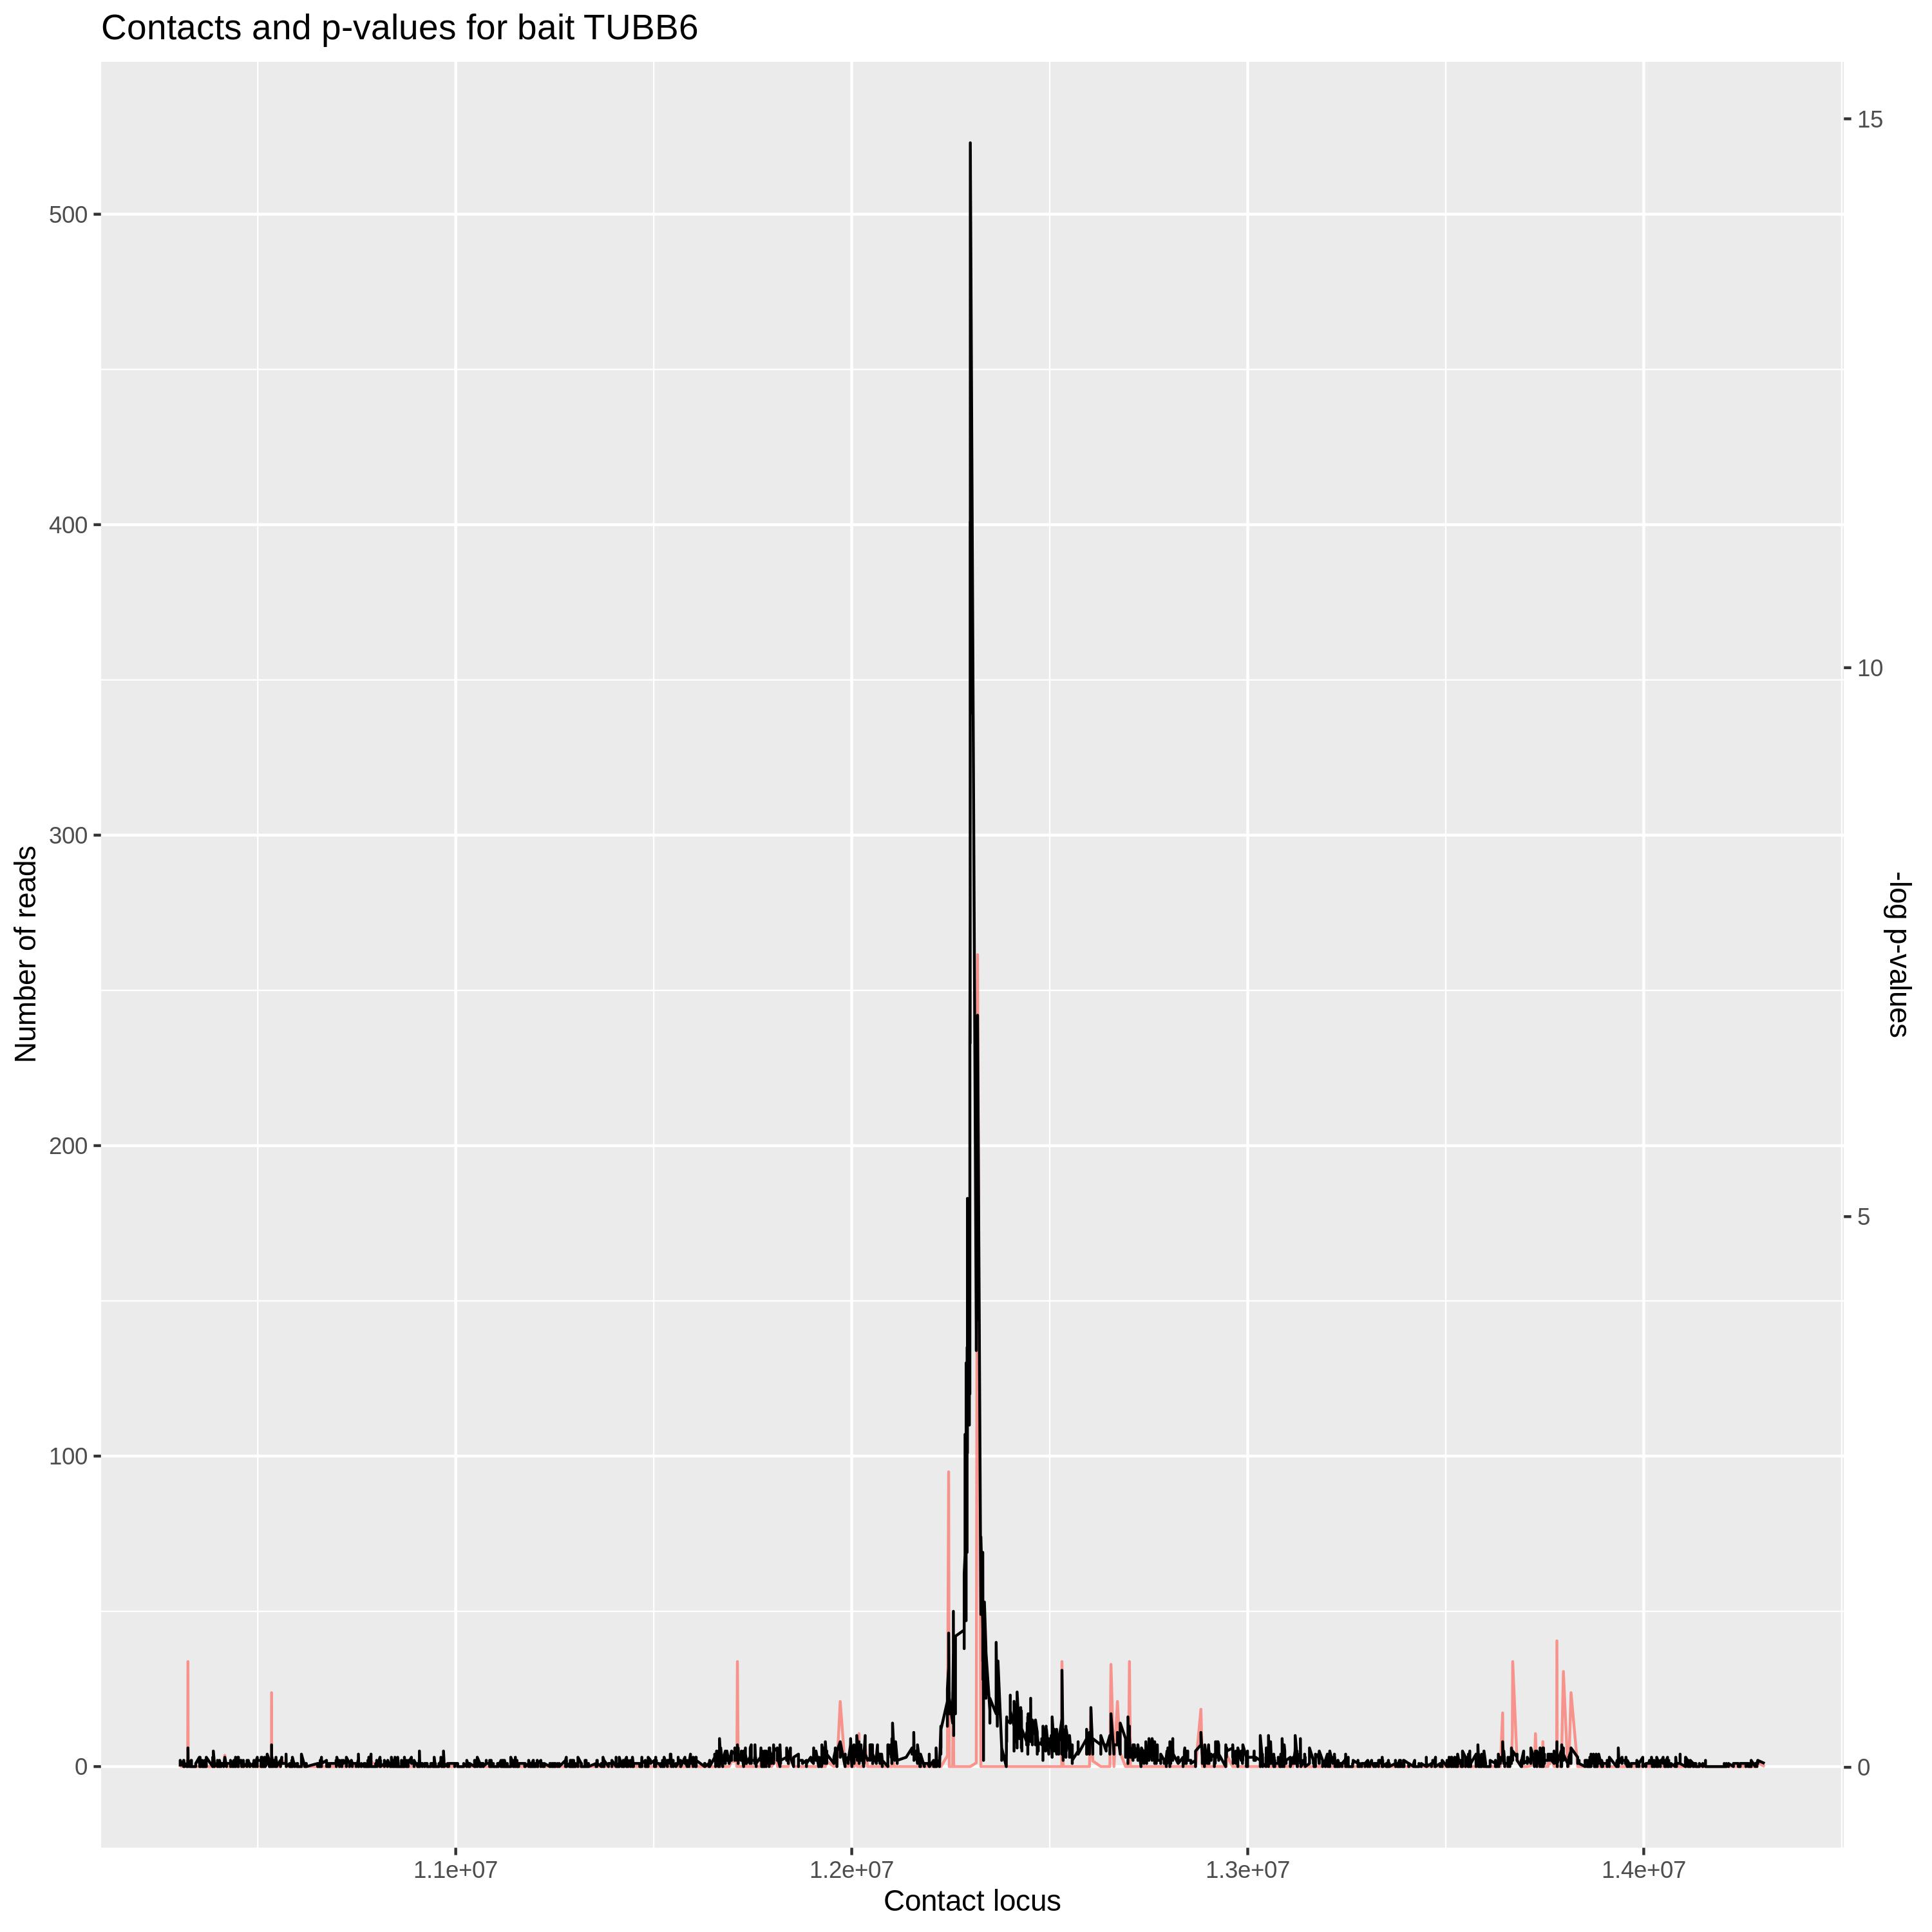 Contacts and p-values for bait TUBB6
Number of reads
500
400
300
200
100
0
15
10
5
0
-log p-values
1.1e+07
1.2e+07
1.3e+07
1.4e+07
Contact locus